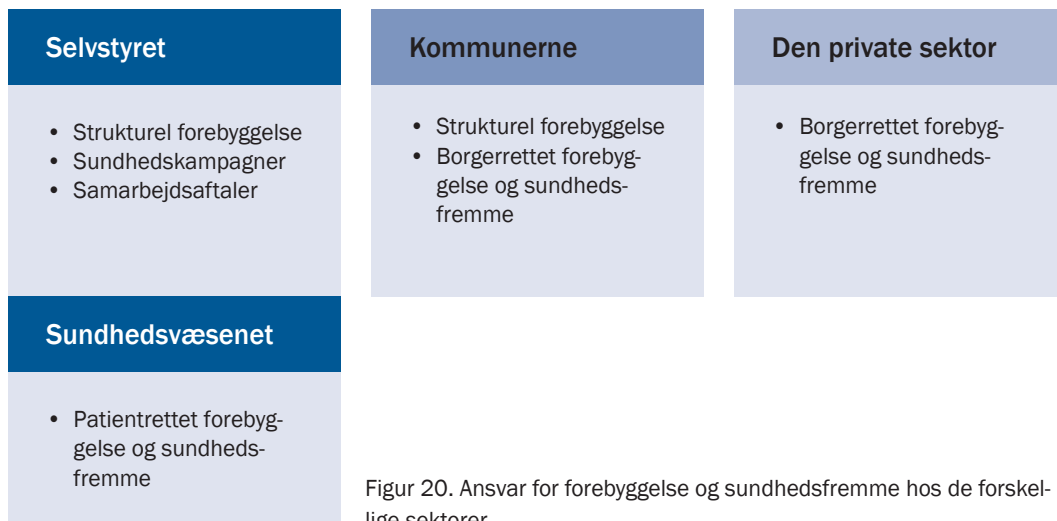 Selvstyret
• Strukturel forebyggelse
• Sundhedskampagner
• Samarbejdsaftaler
Kommunerne
• Strukturel forebyggelse
• Borgerrettet forebyg-
gelse og sundheds-
fremme
Den private sektor
• Borgerrettet forebyg-
gelse og sundheds-
fremme
Sundhedsvæsenet
• Patientrettet forebyg-
gelse og sundheds-
fremme
Figur 20. Ansvar for forebyggelse og sundhedsfremme hos de forskel-
lige sektorer